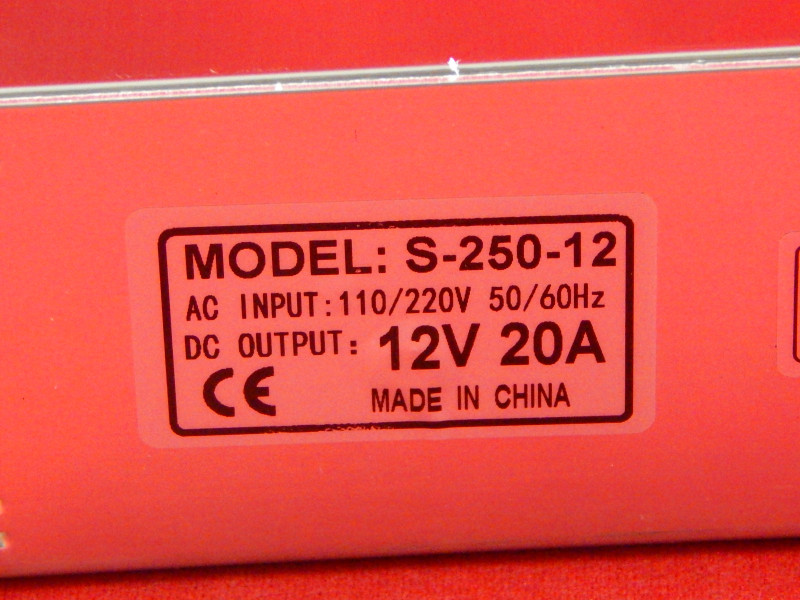 MODEL: S-250-12
AC INPUT:110/220V 50/60Hz
DC OUTPUT: 12V 20A
CE MADE IN CHINA